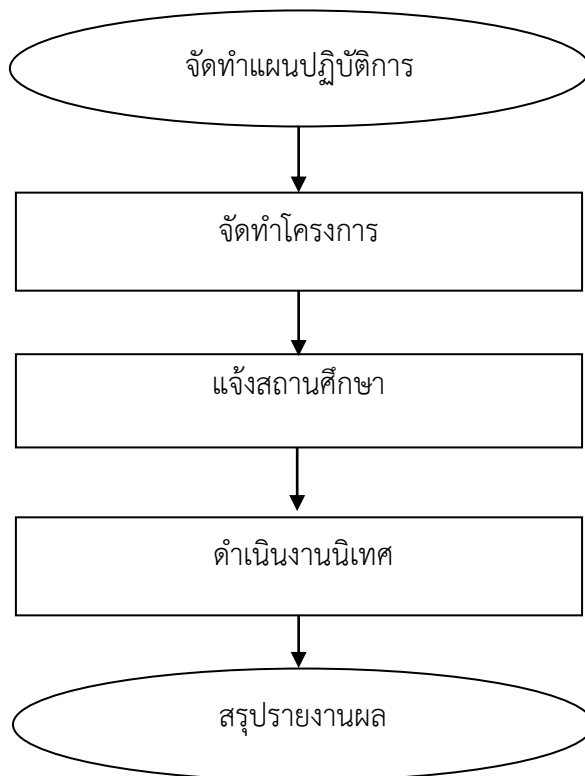 จัดทำแผนปฏิบัติการ
จัดทำโครงการ
แจ้งสถานศึกษา
ดำเนินงานนิเทศ
สรุปรายงานผล